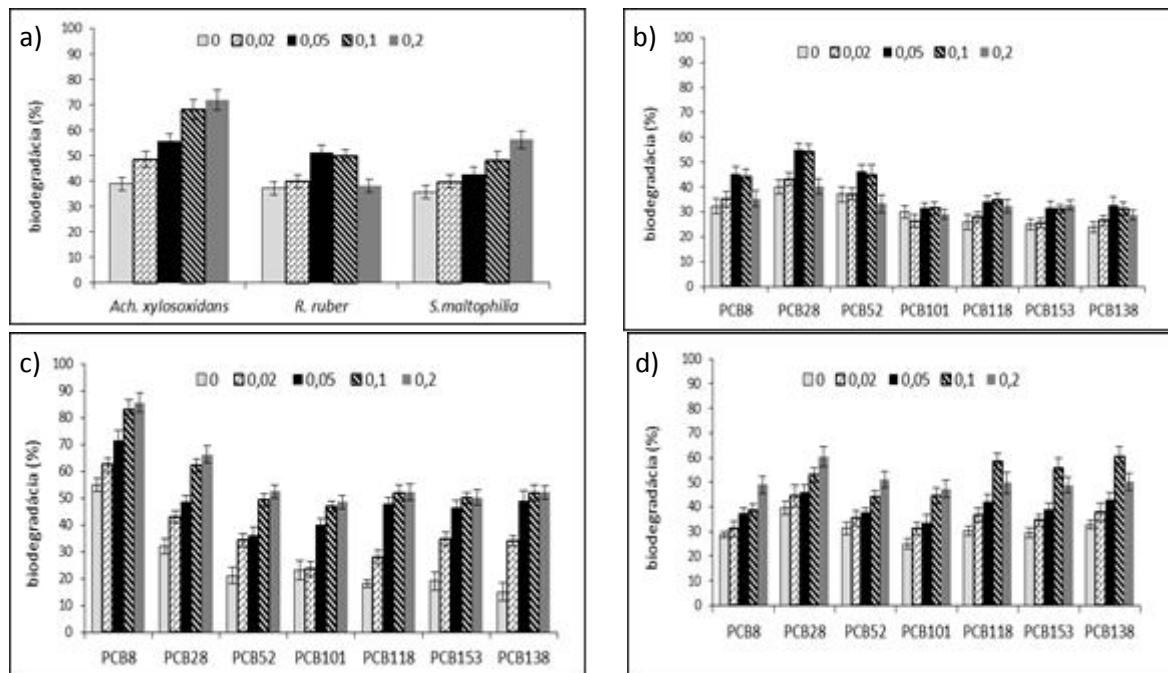 a)
0 0,02 0,05 0,1 0,2
100
90
80
70
60
50
40
30
20
10
0
biodegradácia (%)
Ach. xylosoxidans R. ruber S.maltophilia
b)
0 0,02 0,05 0,1 0,2
100
90
80
70
60
50
40
30
20
10
0
biodegradácia (%)
PCB8 PCB28 PCB52 PCB101 PCB118 PCB153 PCB138
c)
0 0,02 0,05 0,1 0,2
100
90
80
70
60
50
40
30
20
10
0
biodegradácia (%)
PCB8 PCB28 PCB52 PCB101 PCB118 PCB153 PCB138
d)
0 0,02 0,05 0,1 0,2
100
90
80
70
60
50
40
30
20
10
0
biodegradácia (%)
PCB8 PCB28 PCB52 PCB101 PCB118 PCB153 PCB138